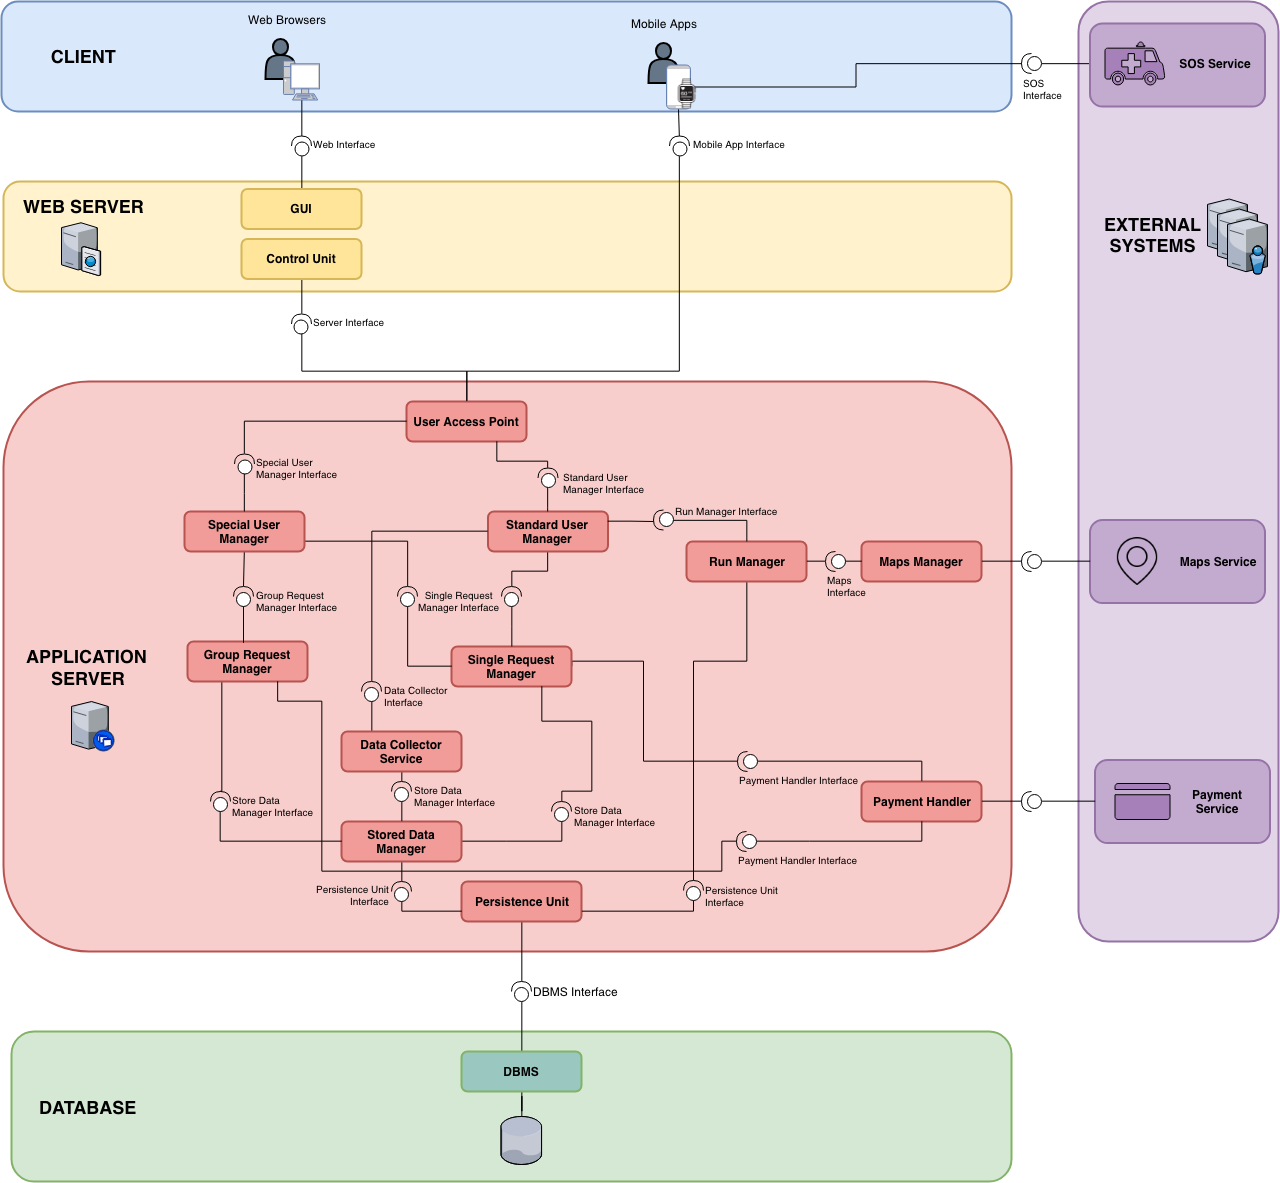 Web Browsers
Mobile Apps
CLIENT
SOS Service
SOS
Interface
Web Interface
Mobile App Interface
WEB SERVER
GUI
Control Unit
EXTERNAL
SYSTEMS
Server Interface
User Access Point
Special User
Manager Interface
Standard User
Manager Interface
Run Manager Interface
Special User
Manager
Standard User
Manager
Run Manager
Maps
Interface
Maps Manager
Maps Service
Group Request
Manager Interface
Single Request
Manager Interface
APPLICATION
SERVER
Group Request
Manager
Single Request
Manager
Data Collector
Interface
Data Collector
Service
Payment Handler Interface
Store Data
Manager Interface
Store Data
Manager Interface
Store Data
Manager Interface
Payment Handler
Payment
Service
Stored Data
Manager
Payment Handler Interface
Persistence Unit
Interface
Persistence Unit
Persistence Unit
Interface
DBMS Interface
DBMS
DATABASE